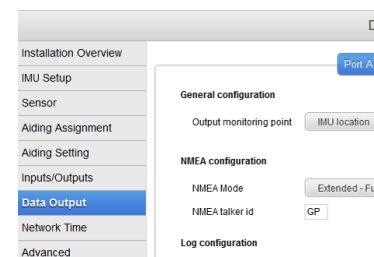 Installation Overview
IMU Setup
Sensor
Aiding Assignment
Aiding Setting
Inputs/Outputs
Data Output
Network Time
Advanced
D
Port A
General configuration
Output monitoring point IMU location
NMEA configuration
NMEA Mode Extended - Fu
NMEA talker id GP
Log configuration